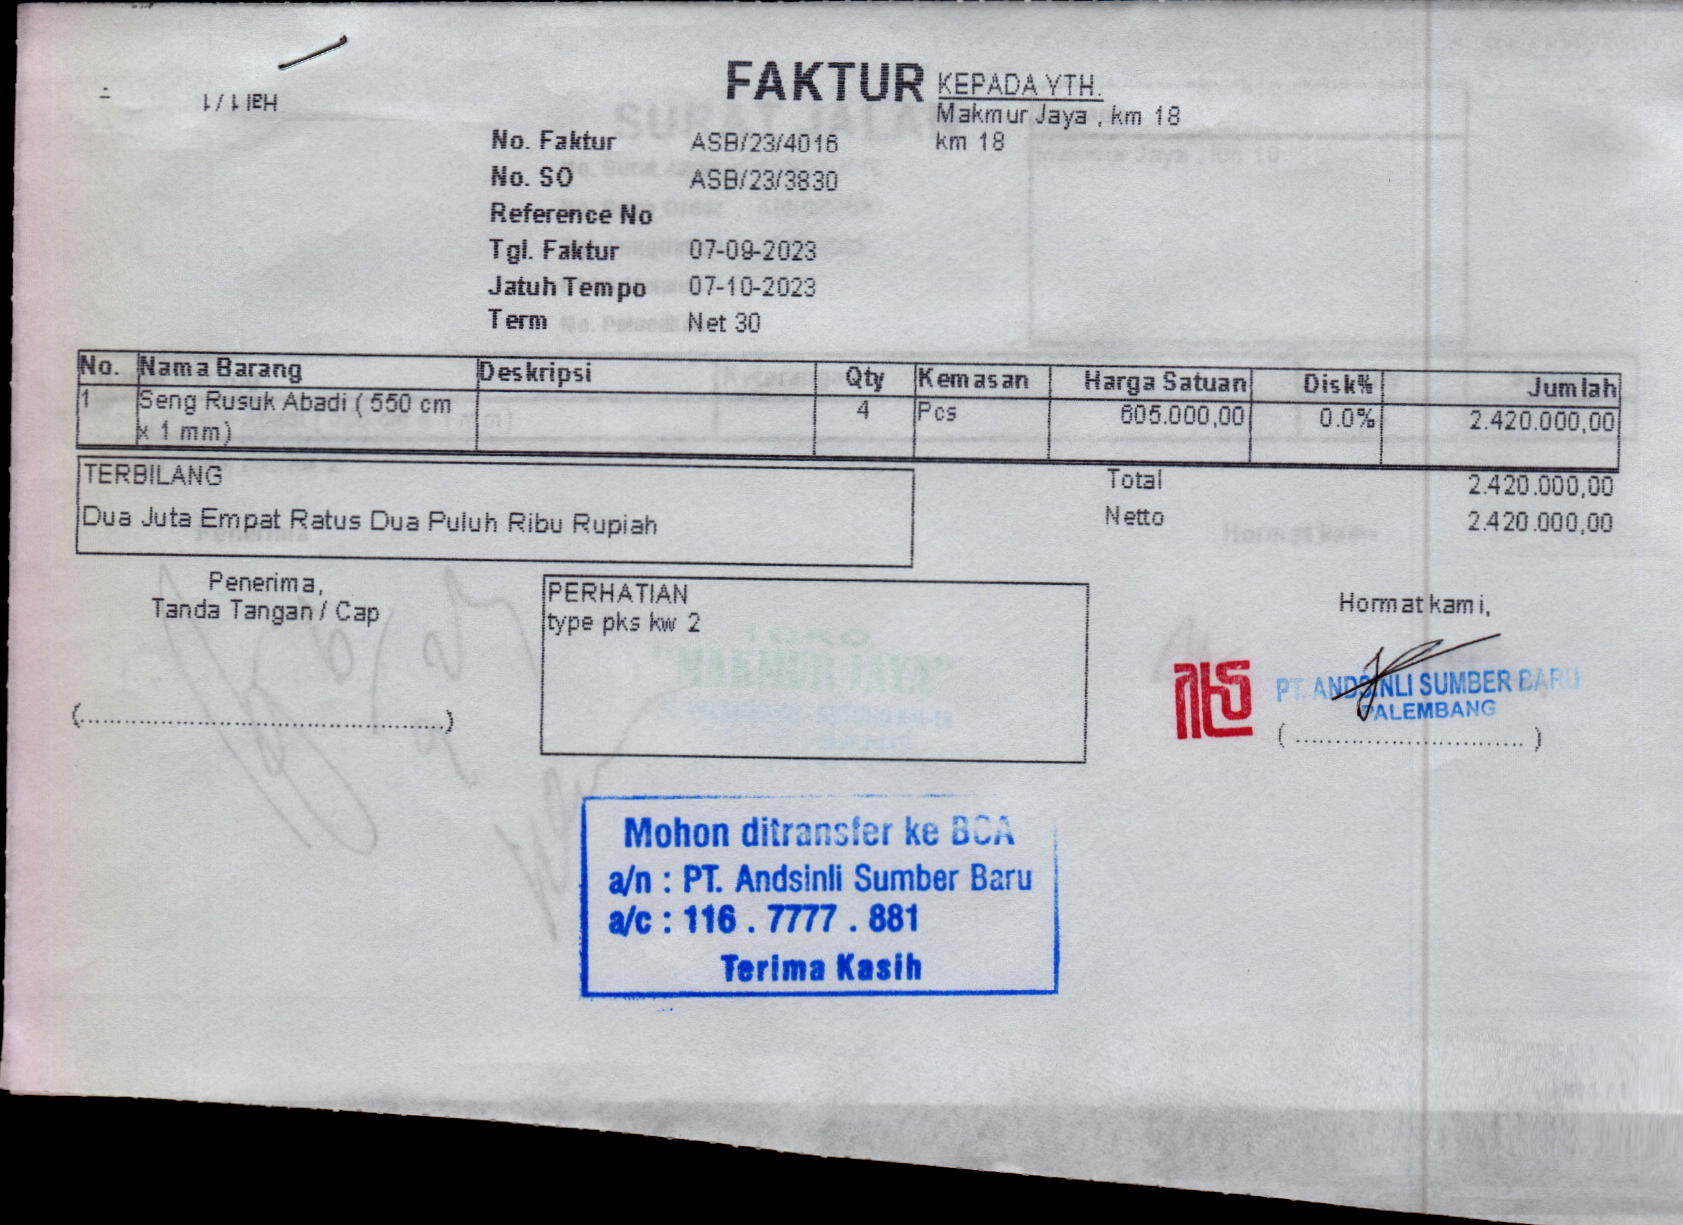 Hal 1 / 1
FAKTUR
KEPADA YTH.
Makmur Jaya , km 18
km 18
No. Faktur ASB/23/4016
No. SO ASB/23/3830
Reference No
Tgl. Faktur 07-09-2023
Jatuh Tempo 07-10-2023
Term Net 30
No. Nama Barang Deskripsi Qty Kemasan Harga Satuan Disk% Jumlah
1 Seng Rusuk Abadi ( 550 cm 4 Pcs 605.000,00 0.0% 2.420.000,00
x 1 mm)
TERBILANG
Dua Juta Empat Ratus Dua Puluh Ribu Rupiah
Total 2.420.000,00
Netto 2.420.000,00
Penerima,
Tanda Tangan / Cap
PERHATIAN
type pks kw 2
Hormat kami,
PT. ANDSINLI SUMBER BARU
PALEMBANG
(..................................................)
( ............................ )
Mohon ditransfer ke BCA
a/n : PT. Andsinli Sumber Baru
a/c : 116 . 7777 . 881
Terima Kasih